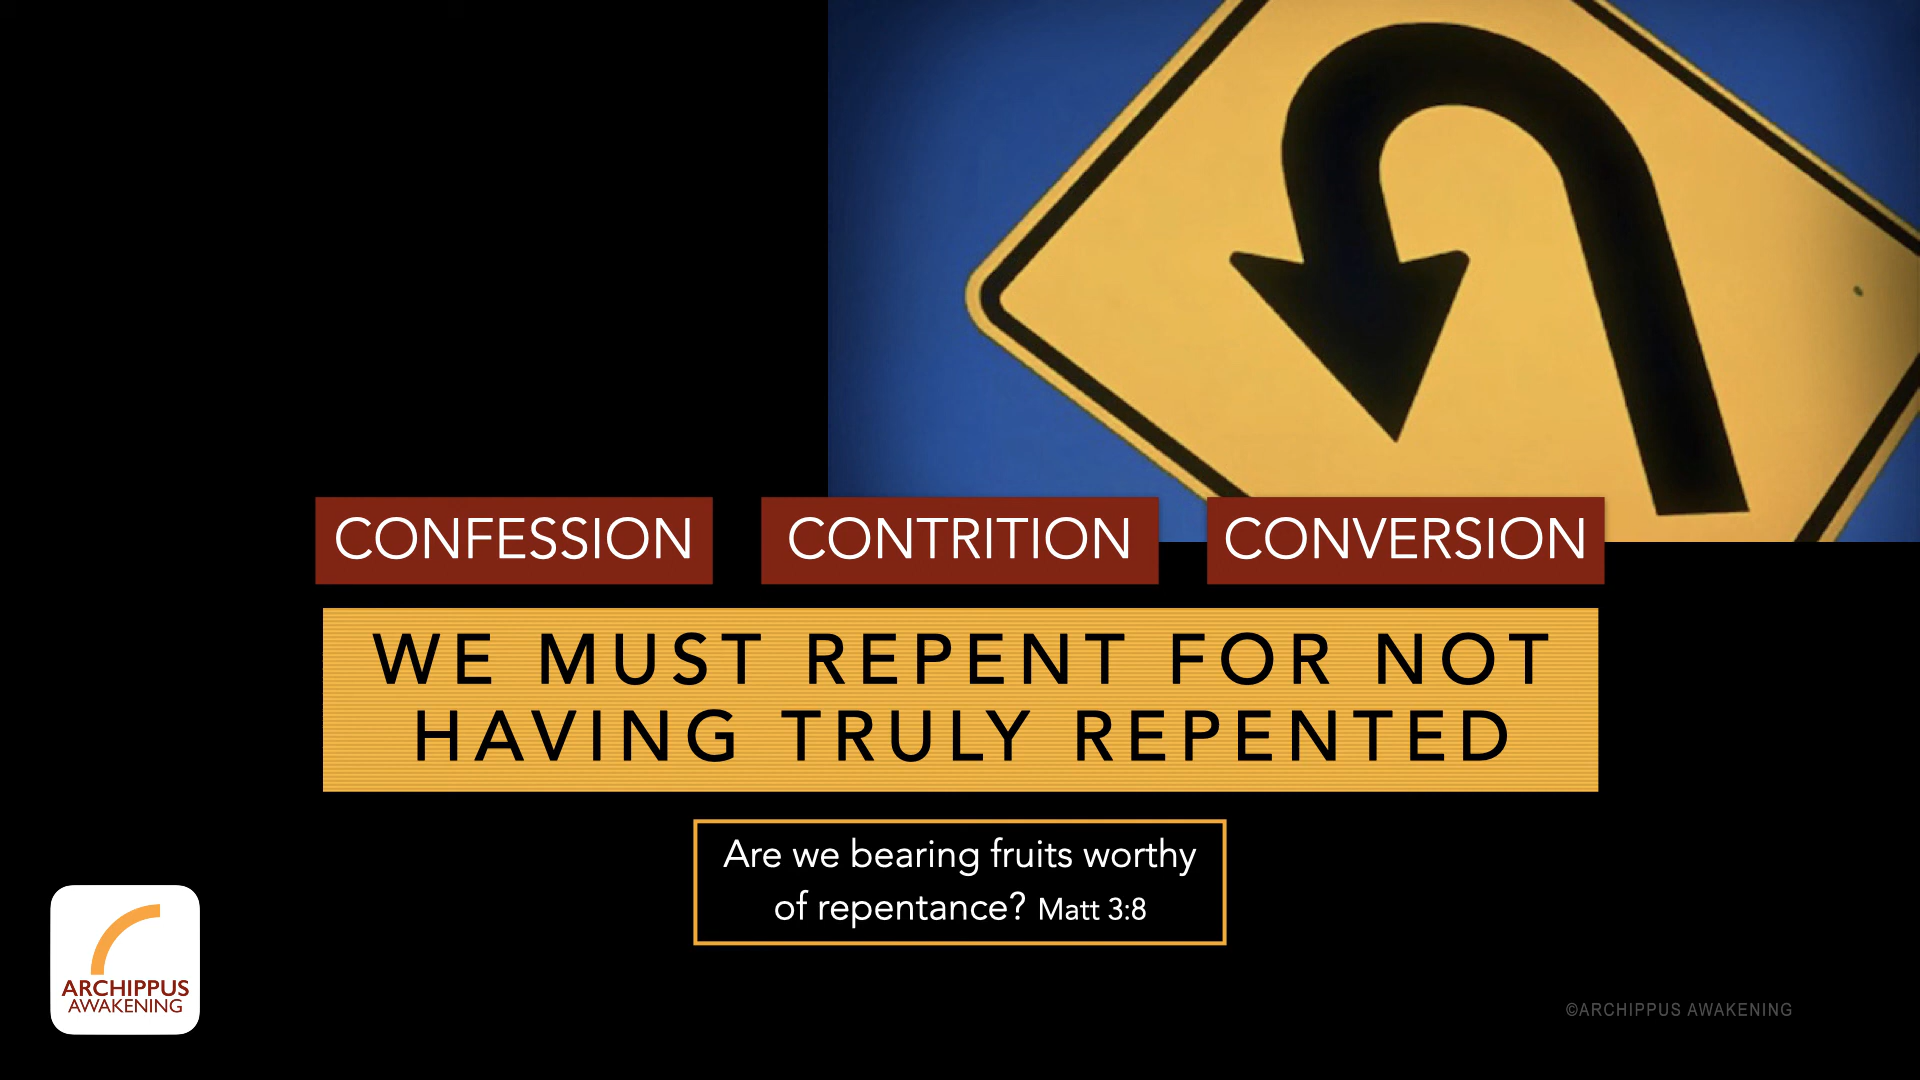 CONFESSION CONTRITION CONVERSION
WE MUST REPENT FOR NOT
HAVING TRULY REPENTED
Are we bearing fruits worthy
of repentance? Matt 3:8
ARCHIPPUS
AWAKENING
©ARCHIPPUS AWAKENING